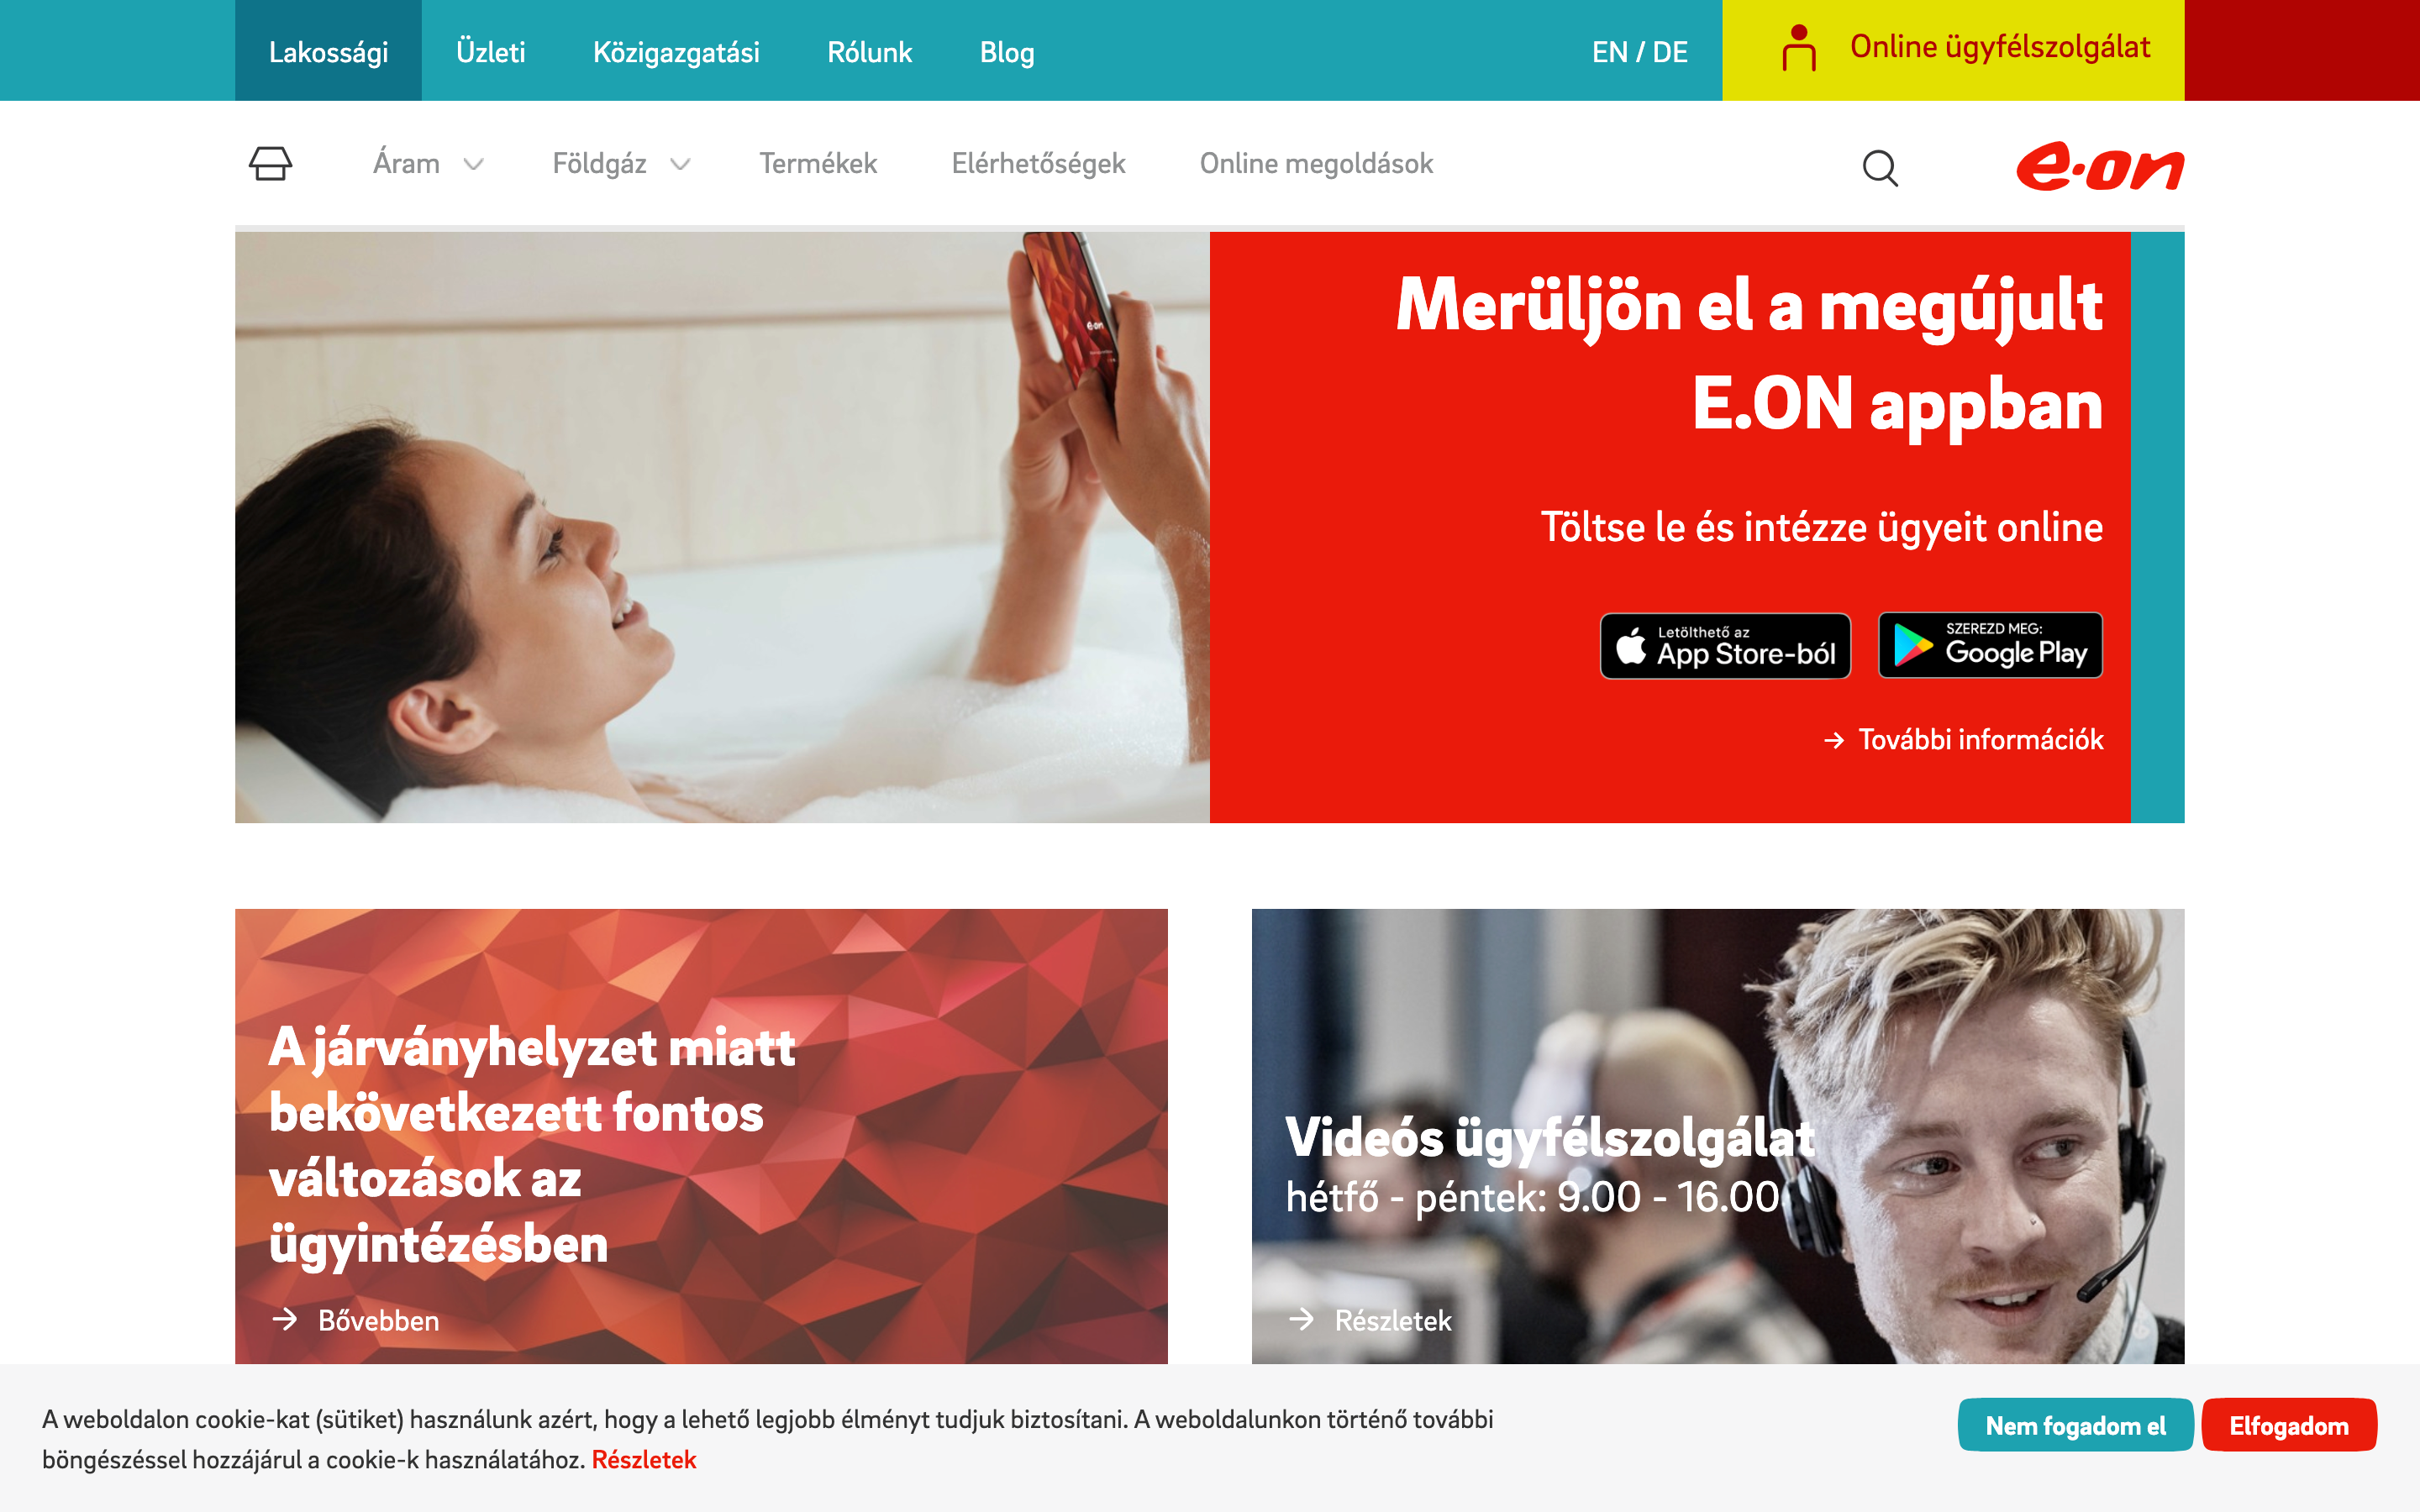 Lakossági Üzleti Közigazgatási Rólunk Blog EN / DE Online ügyfélszolgálat
Áram Földgáz Termékek Elérhetőségek Online megoldások e·on
Merüljön el a megújult
E.ON appban
Töltse le és intézze ügyeit online
Letölthető az
App Store-ból
SZEREZD MEG:
Google Play
→ További információk
e·on
A járványhelyzet miatt
bekövetkezett fontos
változások az
ügyintézésben
→ Bővebben
Videós ügyfélszolgálat
hétfő - péntek: 9.00 - 16.00
→ Részletek
A weboldalon cookie-kat (sütiket) használunk azért, hogy a lehető legjobb élményt tudjuk biztosítani. A weboldalunkon történő további
böngészéssel hozzájárul a cookie-k használatához. Részletek
Nem fogadom el Elfogadom